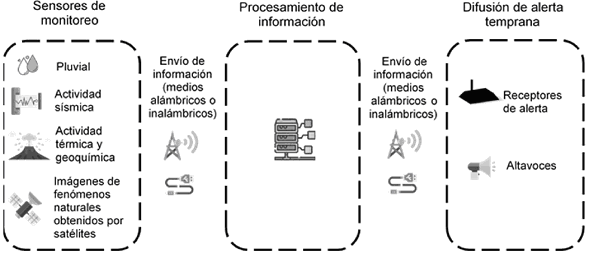 Sensores de
monitoreo
Pluvial
Actividad
sísmica
Actividad
térmica y
geoquímica
Imágenes de
fenómenos
naturales
obtenidos por
satélites
Envío de
información
(medios
alámbricos o
inalámbricos)
Procesamiento de
información
Envío de
información
(medios
alámbricos o
inalámbricos)
Difusión de alerta
temprana
Receptores
de alerta
Altavoces